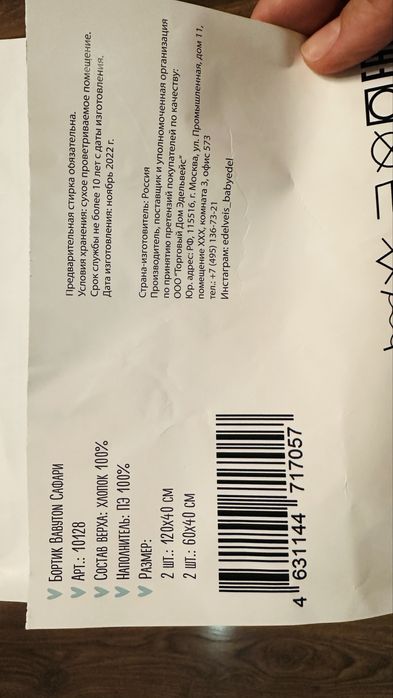 Бортик Babyton Сафари
Арт.: 10128
Состав верха: хлопок 100%
Наполнитель: ПЭ 100%
Размер:
2 шт.: 120х40 см
2 шт.: 60х40 см
4 631144 717057
Предварительная стирка обязательна.
Условия хранения: сухое проветриваемое помещение.
Срок службы не более 10 лет с даты изготовления.
Дата изготовления: ноябрь 2022 г.
Страна-изготовитель: Россия
Производитель, поставщик и уполномоченная организация
по принятию претензий покупателей по качеству:
ООО "Торговый Дом Эдельвейс"
Юр. адрес: РФ, 115516, г. Москва, ул. Промышленная, дом 11,
помещение XXX, комната 3, офис 573
тел.: +7 (495) 136-73-21
Инстаграм: edelveis_babyedel